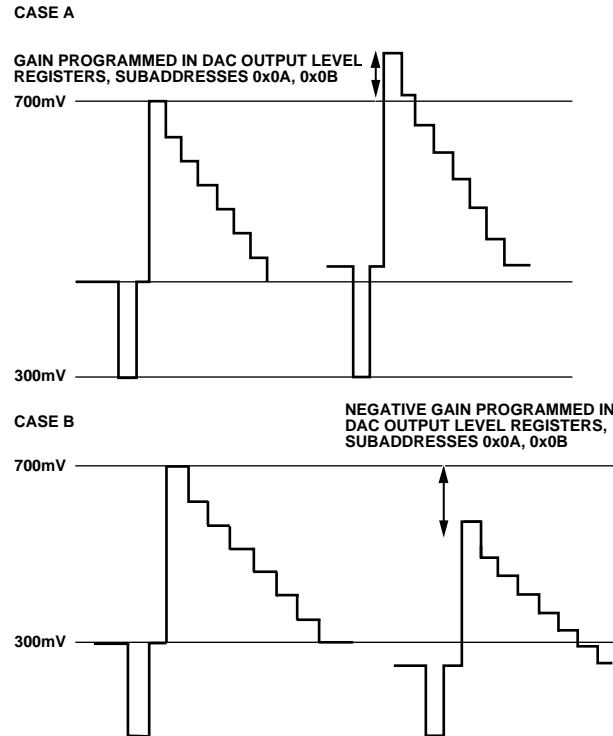 CASE A
GAIN PROGRAMMED IN DAC OUTPUT LEVEL
REGISTERS, SUBADDRESSES 0x0A, 0x0B
700mV
300mV
CASE B
NEGATIVE GAIN PROGRAMMED IN
DAC OUTPUT LEVEL REGISTERS,
SUBADDRESSES 0x0A, 0x0B
700mV
300mV